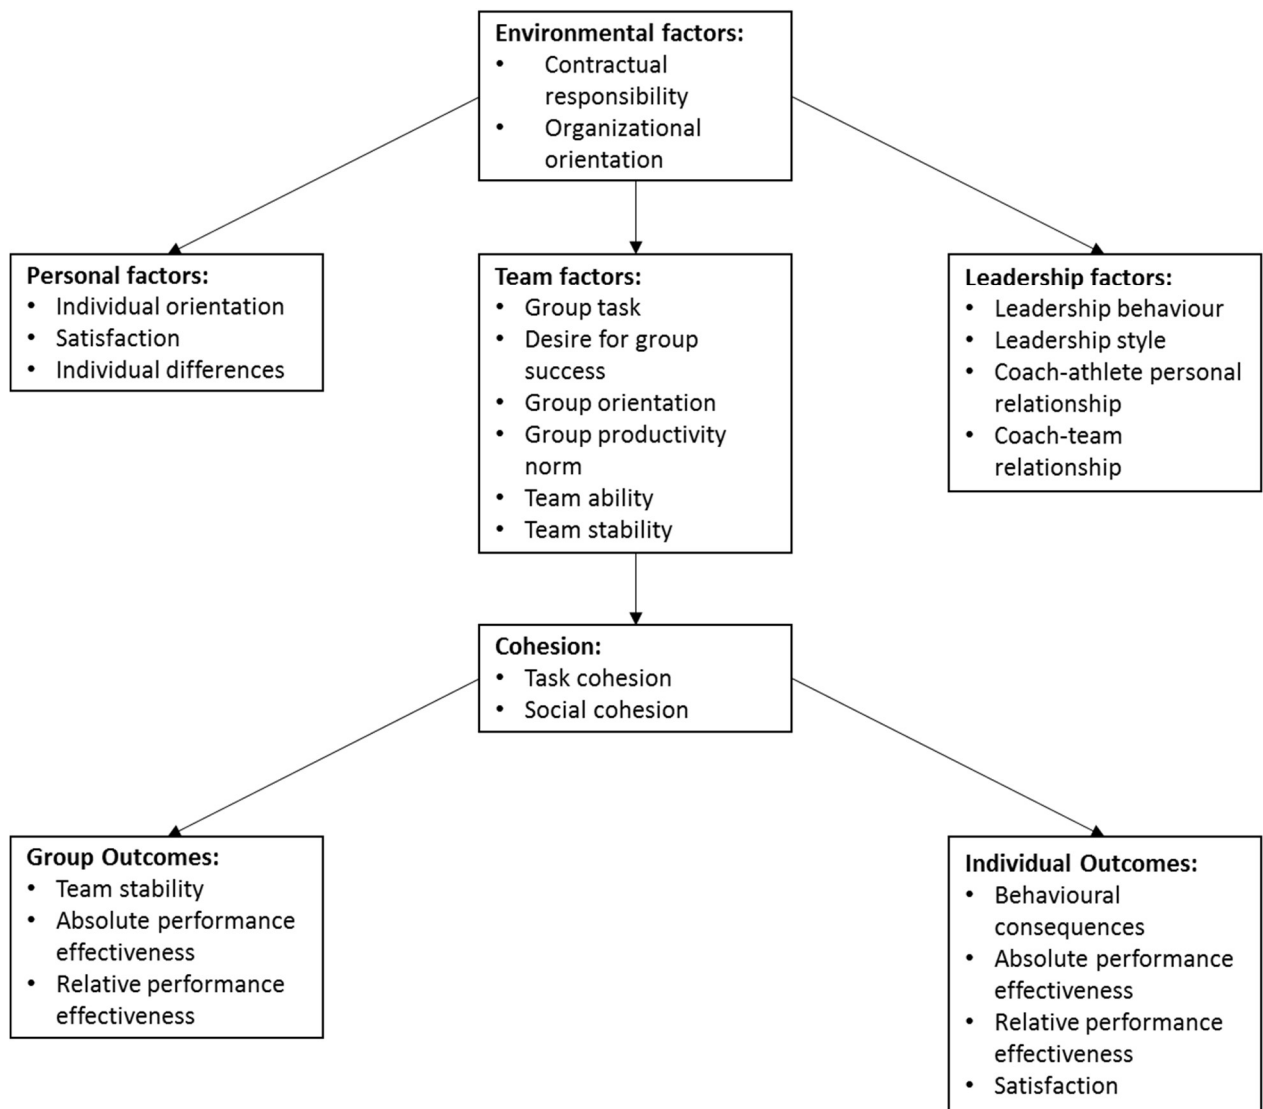 Environmental factors:
• Contractual
responsibility
• Organizational
orientation
Personal factors:
• Individual orientation
• Satisfaction
• Individual differences
Team factors:
• Group task
• Desire for group
success
• Group orientation
• Group productivity
norm
• Team ability
• Team stability
Leadership factors:
• Leadership behaviour
• Leadership style
• Coach-athlete personal
relationship
• Coach-team
relationship
Cohesion:
• Task cohesion
• Social cohesion
Group Outcomes:
• Team stability
• Absolute performance
effectiveness
• Relative performance
effectiveness
Individual Outcomes:
• Behavioural
consequences
• Absolute performance
effectiveness
• Relative performance
effectiveness
• Satisfaction